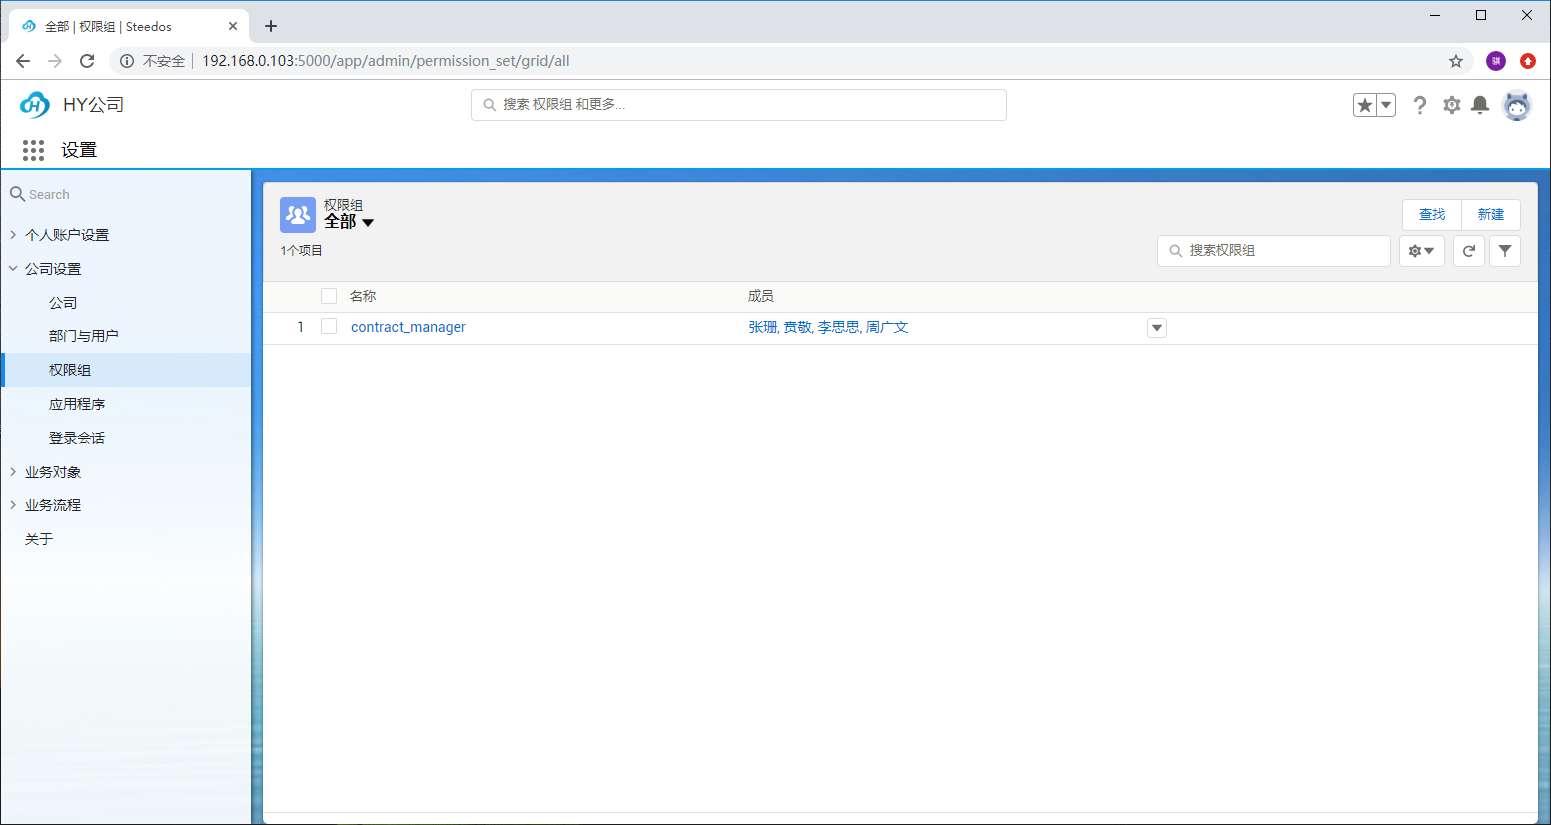 全部 | 权限组 | Steedos
不安全 192.168.0.103:5000/app/admin/permission_set/grid/all 骐
HY公司 搜索 权限组 和更多...
设置
Search
个人账户设置
公司设置
公司
部门与用户
权限组
应用程序
登录会话
业务对象
业务流程
关于
权限组
全部
查找 新建
1个项目 搜索权限组
名称 成员
1 contract_manager 张珊, 贲敬, 李思思, 周广文